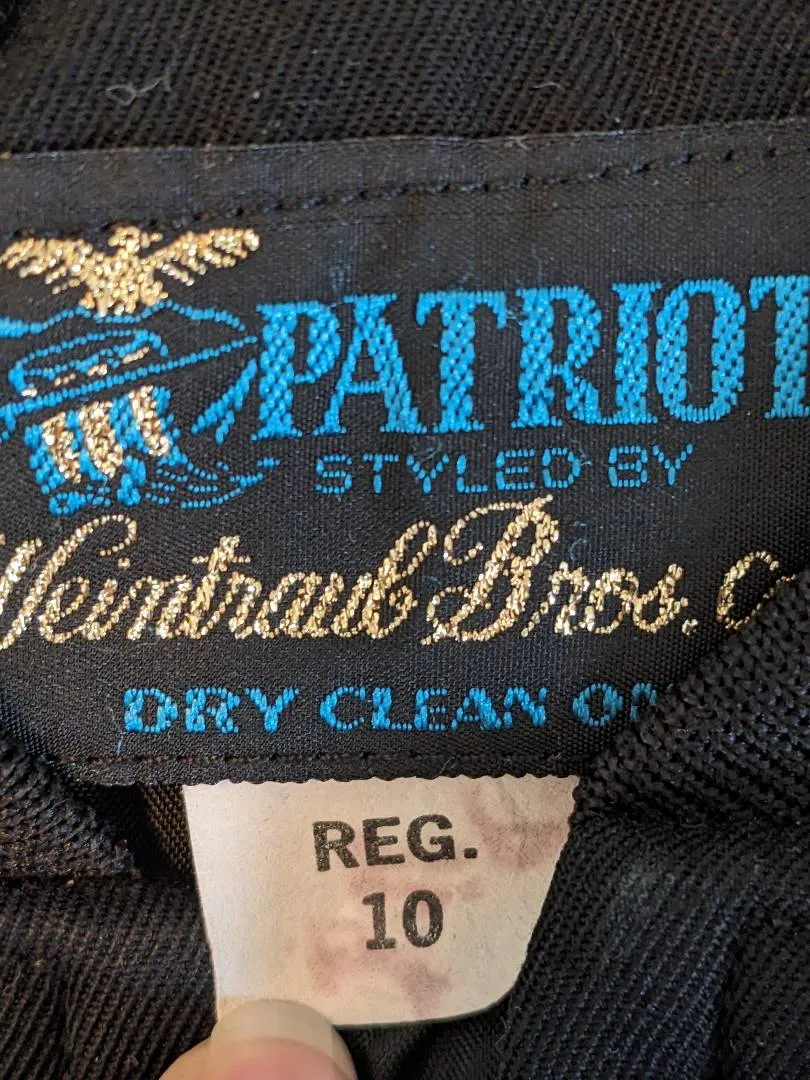 PATRIOT
STYLED BY
Weintraub Bros.
DRY CLEAN
REG.
10